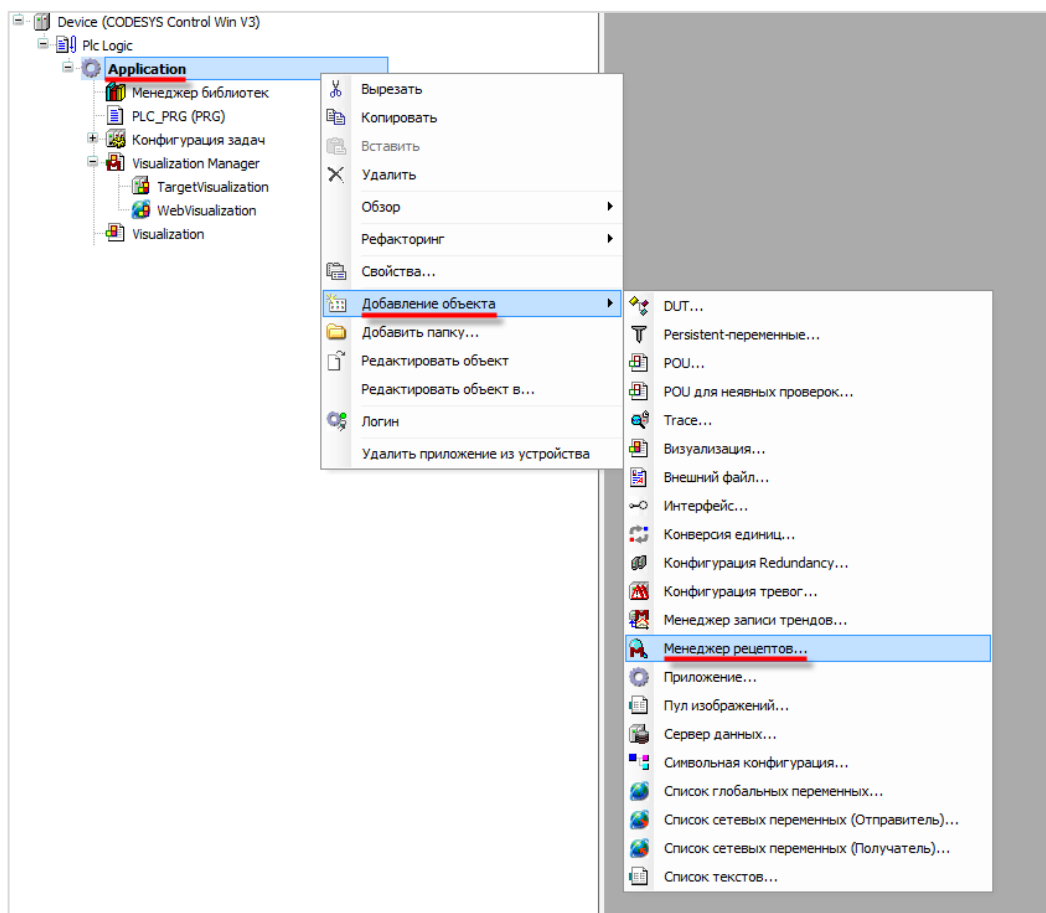 Device (CODESYS Control Win V3)
Plc Logic
Application
Менеджер библиотек
PLC_PRG (PRG)
Конфигурация задач
Visualization Manager
TargetVisualization
WebVisualization
Visualization
Вырезать
Копировать
Вставить
Удалить
Обзор
Рефакторинг
Свойства...
Добавление объекта
Добавить папку...
Редактировать объект
Редактировать объект в...
Логин
Удалить приложение из устройства
DUT...
Persistent-переменные...
POU...
POU для неявных проверок...
Trace...
Визуализация...
Внешний файл...
Интерфейс...
Конверсия единиц...
Конфигурация Redundancy...
Конфигурация тревог...
Менеджер записи трендов...
Менеджер рецептов...
Приложение...
Пул изображений...
Сервер данных...
Символьная конфигурация...
Список глобальных переменных...
Список сетевых переменных (Отправитель)...
Список сетевых переменных (Получатель)...
Список текстов...